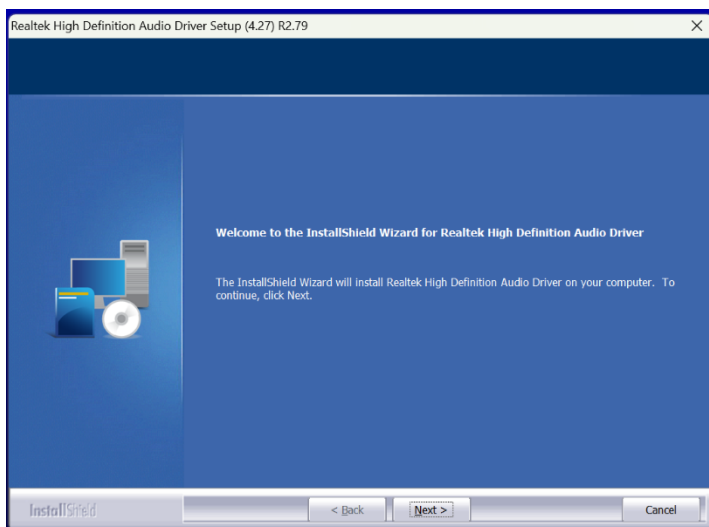 Realtek High Definition Audio Driver Setup (4.27) R2.79
Welcome to the InstallShield Wizard for Realtek High Definition Audio Driver
The InstallShield Wizard will install Realtek High Definition Audio Driver on your computer. To
continue, click Next.
InstallShield
< Back
Next >
Cancel